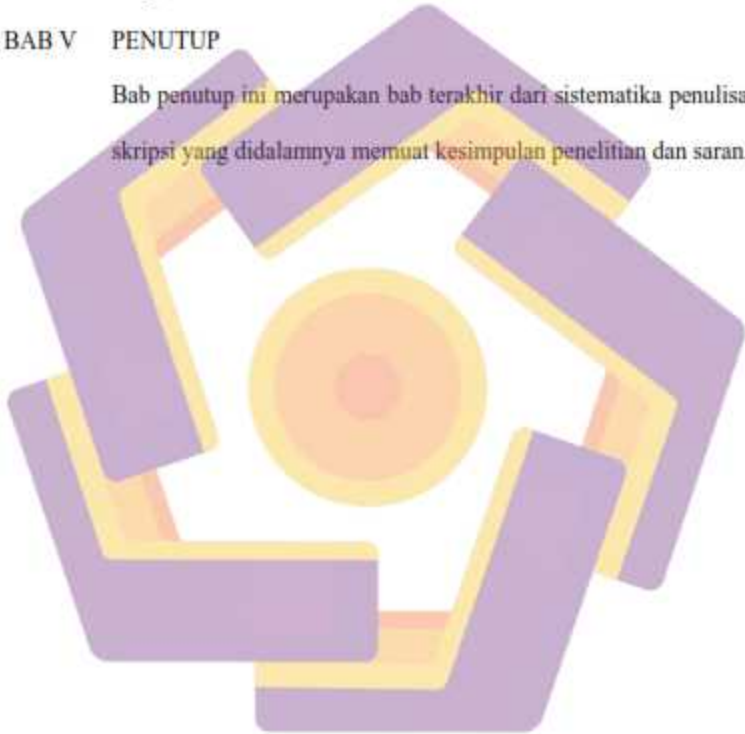 BAB V PENUTUP
Bab penutup ini merupakan bab terakhir dari sistematika penulisa
skripsi yang didalamnya memuat kesimpulan penelitian dan saran